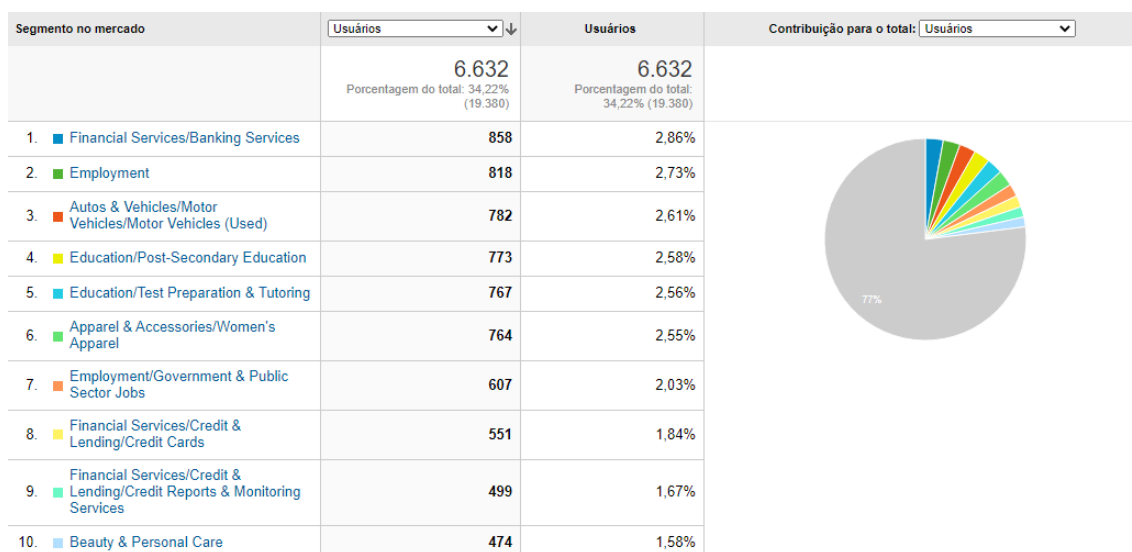 Segmento no mercado
Usuários
Usuários
Contribuição para o total: Usuários
6.632
Porcentagem do total: 34,22%
(19.380)
6.632
Porcentagem do total:
34,22% (19.380)
1. Financial Services/Banking Services 858 2,86%
2. Employment 818 2,73%
3. Autos & Vehicles/Motor
Vehicles/Motor Vehicles (Used) 782 2,61%
4. Education/Post-Secondary Education 773 2,58%
5. Education/Test Preparation & Tutoring 767 2,56%
6. Apparel & Accessories/Women's
Apparel 764 2,55%
7. Employment/Government & Public
Sector Jobs 607 2,03%
8. Financial Services/Credit &
Lending/Credit Cards 551 1,84%
9. Financial Services/Credit &
Lending/Credit Reports & Monitoring
Services 499 1,67%
10. Beauty & Personal Care 474 1,58%
77%